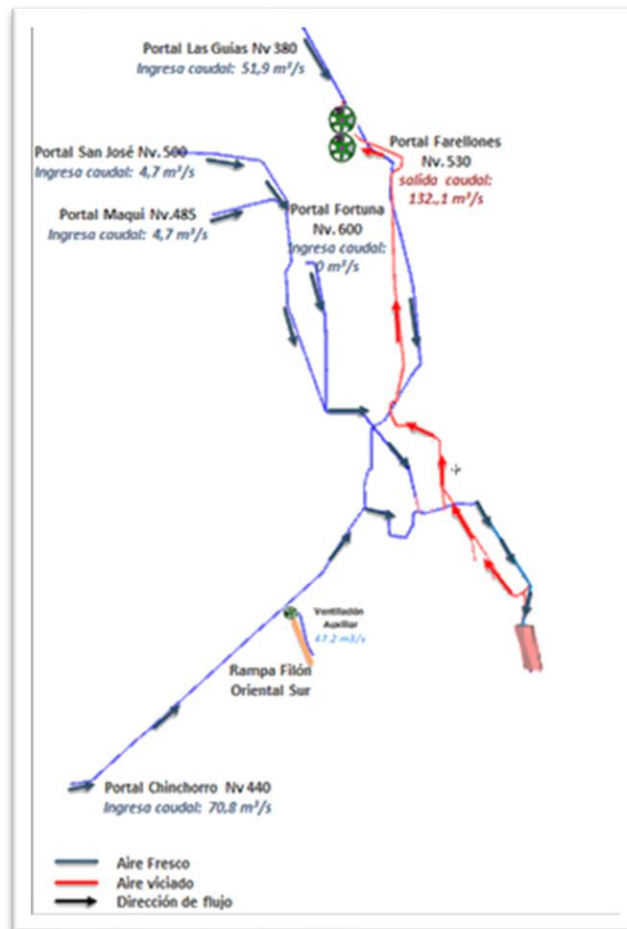 Portal Las Guias Nv 380
Ingresa caudal: 51,9 m³/s
Portal San José Nv. 500
Ingresa caudal: 4,7 m³/s
Portal Maqui Nv.485
Ingresa caudal: 4,7 m³/s
Portal Farellones
Nv. 530
salida caudal:
132.,1 m³/s
Portal Fortuna
Nv. 600
Ingresa caudal:
0 m³/s
Ventilación
Auxiliar
47.2 m3/s
Rampa Filón
Oriental Sur
Portal Chinchorro Nv 440
Ingresa caudal: 70,8 m³/s
Aire Fresco
Aire viciado
Dirección de flujo